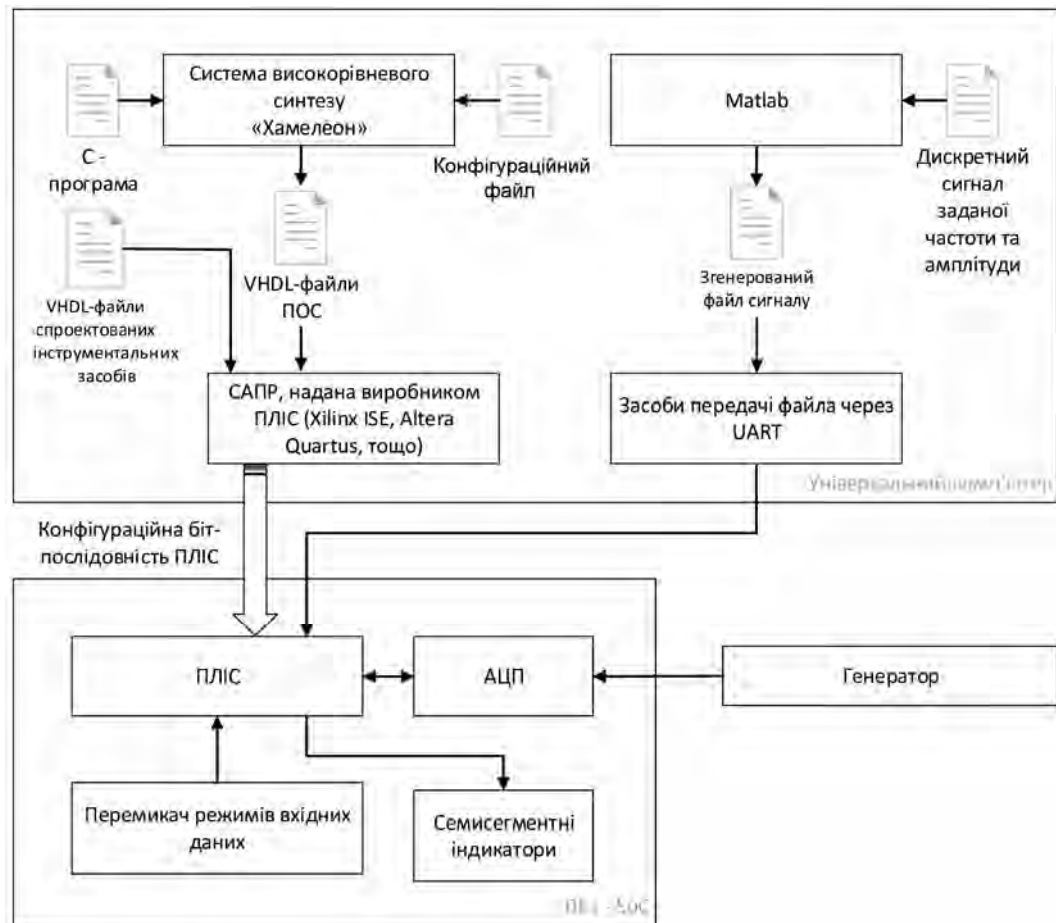 Система високорівневого
синтезу
«Хамелеон»
Matlab
С -
програма
Конфігураційний
файл
Дискретний
сигнал
заданої
частоти та
амплітуди
VHDL-файли
ПОС
Згенерований
файл сигналу
VHDL-файли
спроектованих
інструментальних
засобів
САПР, надана виробником
ПЛІС (Xilinx ISE, Altera
Quartus, тощо)
Засоби передачі файла через
UART
Універсальний
Конфігураційна біт-
послідовність ПЛІС
ПЛІС
АЦП
Генератор
Перемикач режимів вхідних
даних
Семисегментні
індикатори